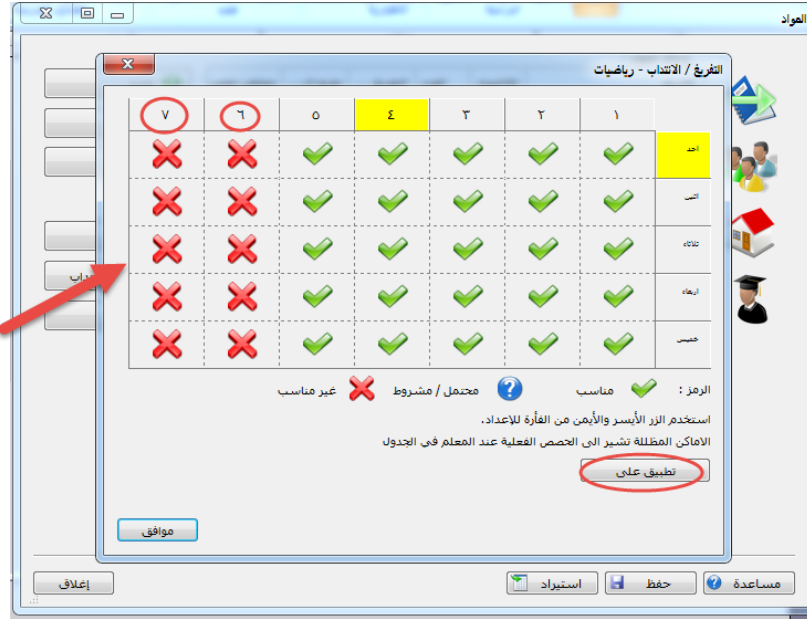 المواد
التفريغ / الانتداب - رياضيات
١ ٢ ٣ ٤ ٥ ٦ ٧
احد
اثنين
ثلاثاء
اربعاء
خميس
الرمز : مناسب محتمل / مشروط غير مناسب
استخدم الزر الأيسر والأيمن من الفأرة للإعداد.
الاماكن المظللة تشير الى الحصص الفعلية عند المعلم في الجدول
تطبيق على
موافق
مساعدة حفظ استيراد إغلاق